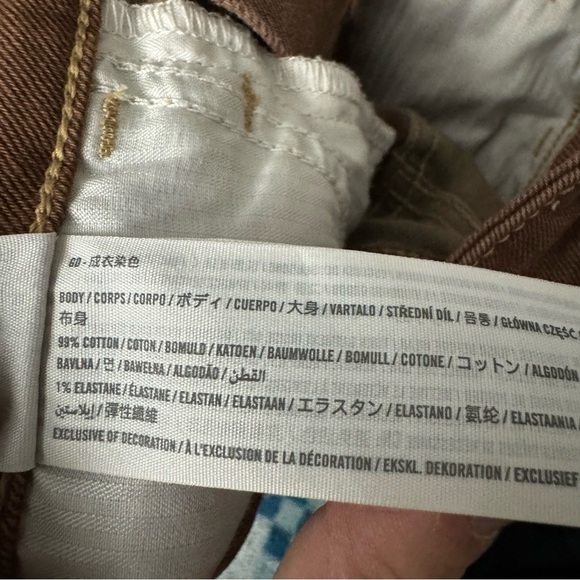 GD - 成衣染色
BODY / CORPS / CORPO / ボディ / CUERPO / 大身 / VARTALO / STŘEDNÍ DÍL / 몸통 / GŁÓWNA CZĘŚĆ
布身
99% COTTON / COTON / BOMULD / KATOEN / BAUMWOLLE / BOMULL / COTONE / コットン / ALGODÓN
BAVLNA / 면 / BAWEŁNA / ALGODÃO / القطن /
1% ELASTANE / ÉLASTANE / ELASTAN / ELASTAAN / エラスタン / ELASTANO / 氨纶 / ELASTAANIA /
إيلاستين / 彈性纖維
EXCLUSIVE OF DECORATION / À L'EXCLUSION DE LA DÉCORATION / EKSKL. DEKORATION / EXCLUSIEF